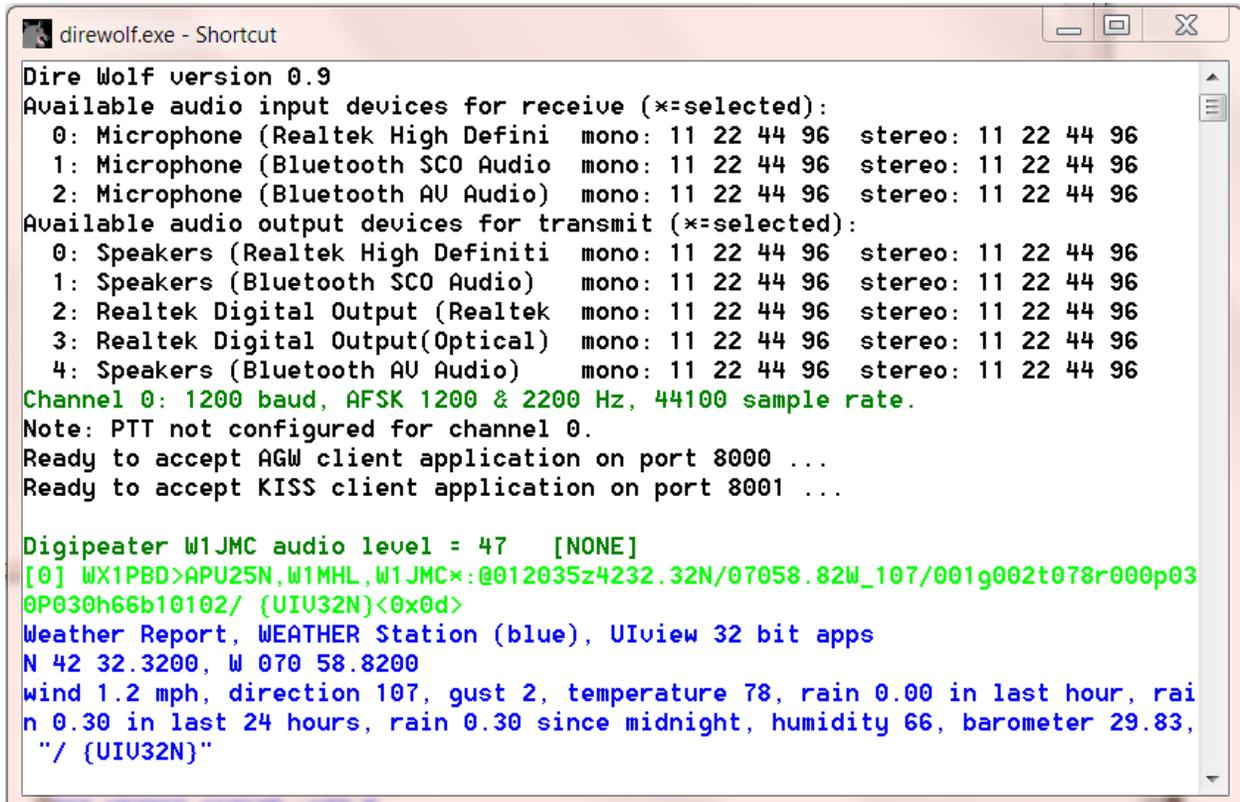 direwolf.exe - Shortcut
Dire Wolf version 0.9
Available audio input devices for receive (*=selected):
  0: Microphone (Realtek High Defini  mono: 11 22 44 96  stereo: 11 22 44 96
  1: Microphone (Bluetooth SCO Audio  mono: 11 22 44 96  stereo: 11 22 44 96
  2: Microphone (Bluetooth AV Audio)  mono: 11 22 44 96  stereo: 11 22 44 96
Available audio output devices for transmit (*=selected):
  0: Speakers (Realtek High Definiti  mono: 11 22 44 96  stereo: 11 22 44 96
  1: Speakers (Bluetooth SCO Audio)   mono: 11 22 44 96  stereo: 11 22 44 96
  2: Realtek Digital Output (Realtek  mono: 11 22 44 96  stereo: 11 22 44 96
  3: Realtek Digital Output(Optical)  mono: 11 22 44 96  stereo: 11 22 44 96
  4: Speakers (Bluetooth AV Audio)    mono: 11 22 44 96  stereo: 11 22 44 96
Channel 0: 1200 baud, AFSK 1200 & 2200 Hz, 44100 sample rate.
Note: PTT not configured for channel 0.
Ready to accept AGW client application on port 8000 ...
Ready to accept KISS client application on port 8001 ...
Digipeater W1JMC audio level = 47   [NONE]
[0] WX1PBD>APU25N,W1MHL,W1JMC*:@012035z4232.32N/07058.82W_107/001g002t078r000p03
0P030h66b10102/ {UIV32N}<0x0d>
Weather Report, WEATHER Station (blue), UIview 32 bit apps
N 42 32.3200, W 070 58.8200
wind 1.2 mph, direction 107, gust 2, temperature 78, rain 0.00 in last hour, rai
n 0.30 in last 24 hours, rain 0.30 since midnight, humidity 66, barometer 29.83,
 "/ {UIV32N}"